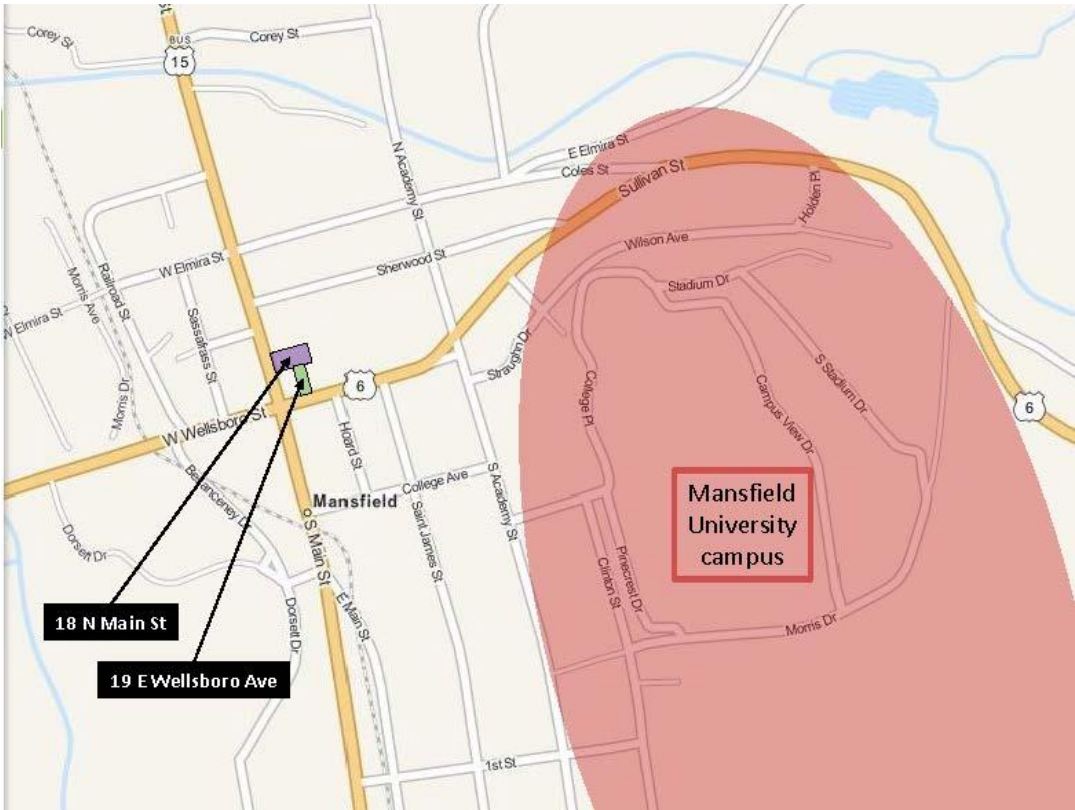 St
Corey St
Corey St
BUS
15
N Academy St
E Elmira St
Coles St
Sullivan St
Holden Pl
Wilson Ave
Sherwood St
W Elmira St
Stadium Dr
Railroad St
Morris Ave
W Elmira St
Sassafrass St
Straughn Dr
S Stadium Dr
6
College Pl
Campus View Dr
6
Morris Dr
W Wellsboro St
Hoard St
College Ave
S Academy St
Mansfield
Mansfield
University
campus
S Main St
Saint James St
Dorsett Dr
Clinton St
Pinecrest Dr
E Main St
Dorsett Dr
Morris Dr
18 N Main St
19 E Wellsboro Ave
1st St